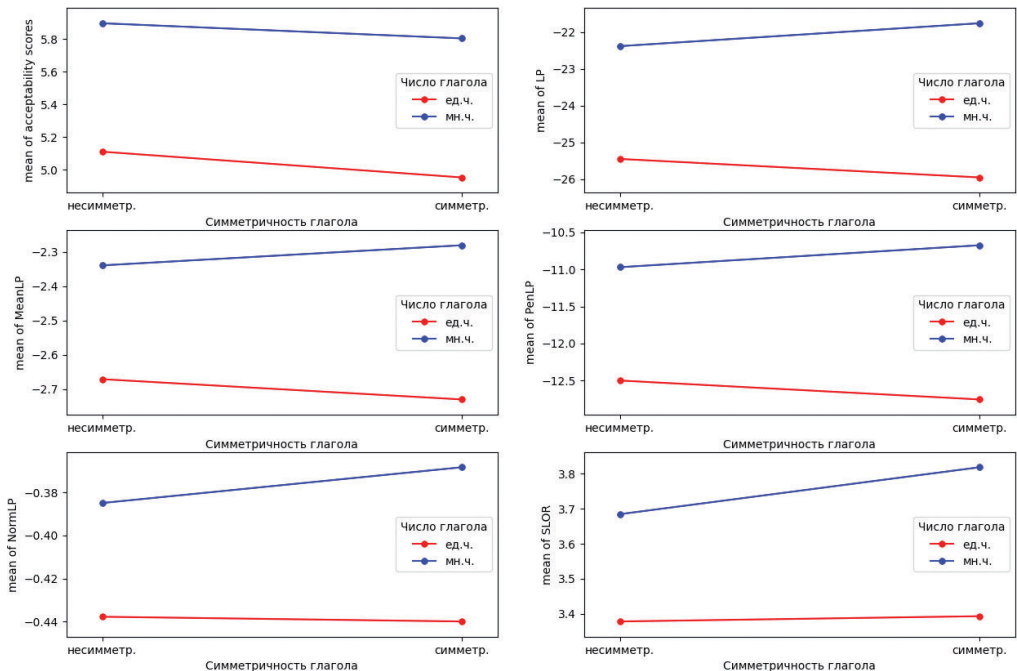 mean of acceptability scores
5.8
5.6
5.4
5.2
5.0
Число глагола
ед.ч.
мн.ч.
несимметр.
симметр.
Симметричность глагола
mean of LP
−22
−23
−24
−25
−26
Число глагола
ед.ч.
мн.ч.
несимметр.
симметр.
Симметричность глагола
mean of MeanLP
−2.3
−2.4
−2.5
−2.6
−2.7
Число глагола
ед.ч.
мн.ч.
несимметр.
симметр.
Симметричность глагола
mean of PenLP
−10.5
−11.0
−11.5
−12.0
−12.5
Число глагола
ед.ч.
мн.ч.
несимметр.
симметр.
Симметричность глагола
mean of NormLP
−0.38
−0.40
−0.42
−0.44
Число глагола
ед.ч.
мн.ч.
несимметр.
симметр.
Симметричность глагола
mean of SLOR
3.8
3.7
3.6
3.5
3.4
Число глагола
ед.ч.
мн.ч.
несимметр.
симметр.
Симметричность глагола